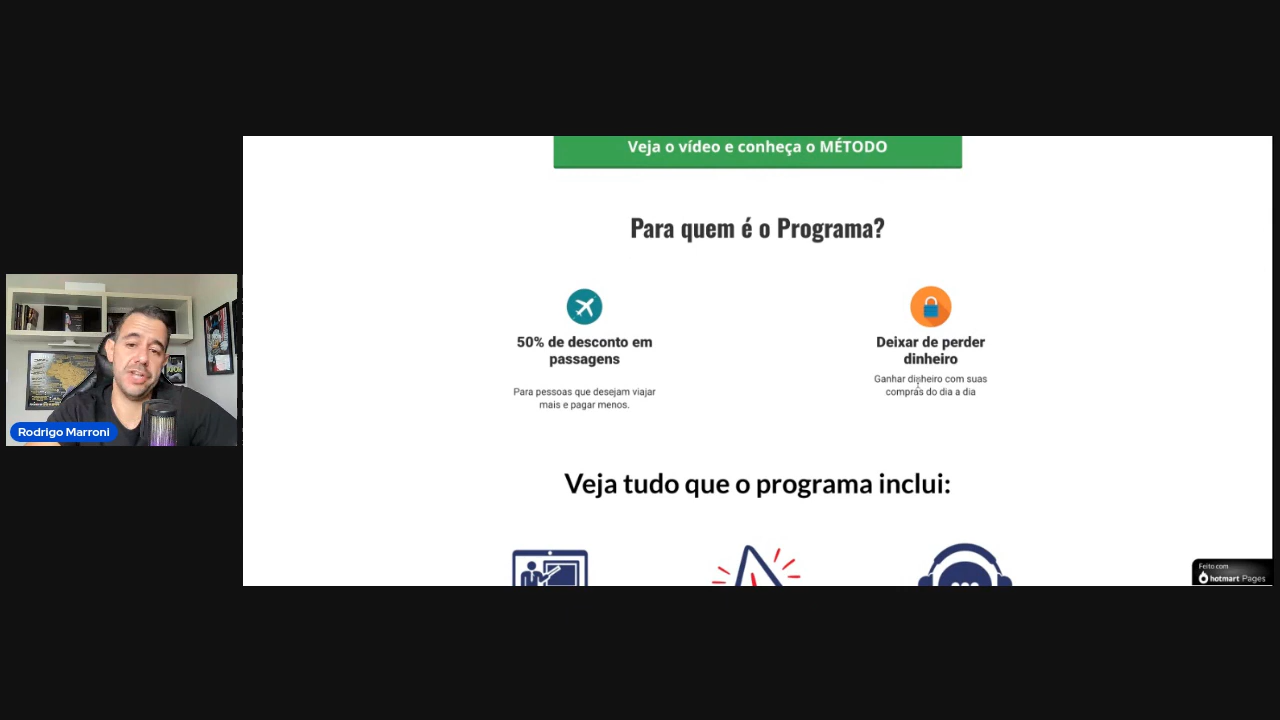 Veja o vídeo e conheça o MÉTODO
Para quem é o Programa?
50% de desconto em
passagens
Para pessoas que desejam viajar
mais e pagar menos.
Deixar de perder
dinheiro
Ganhar dinheiro com suas
compras do dia a dia
Rodrigo Marroni
Veja tudo que o programa inclui:
Feito com
hotmart Pages